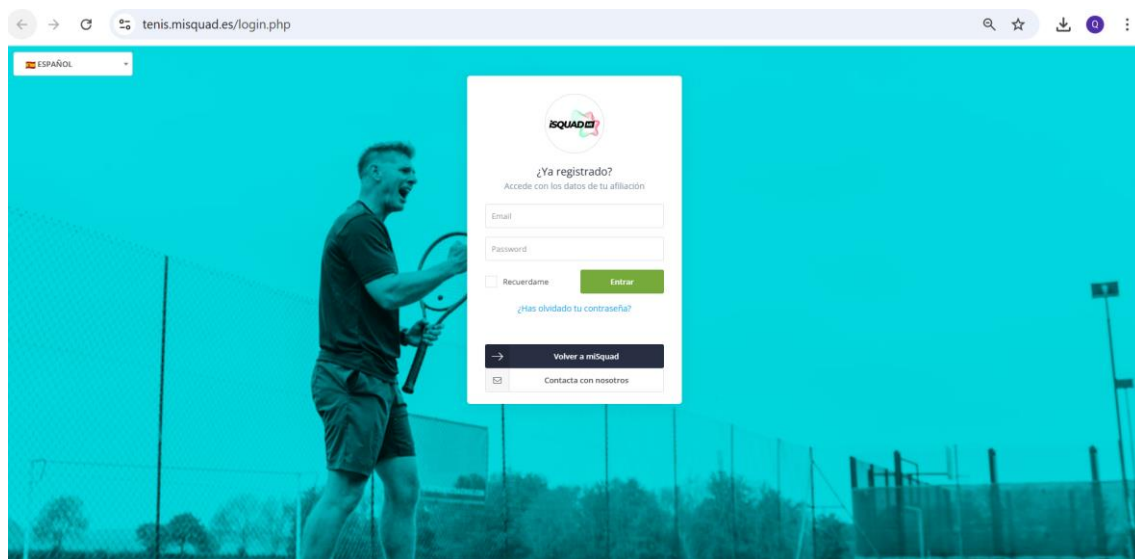 tenis.misquad.es/login.php
Q
ESPAÑOL
iSQUAD
¿Ya registrado?
Accede con los datos de tu afiliación
Email
Password
Recuerdame
Entrar
¿Has olvidado tu contraseña?
Volver a miSquad
Contacta con nosotros